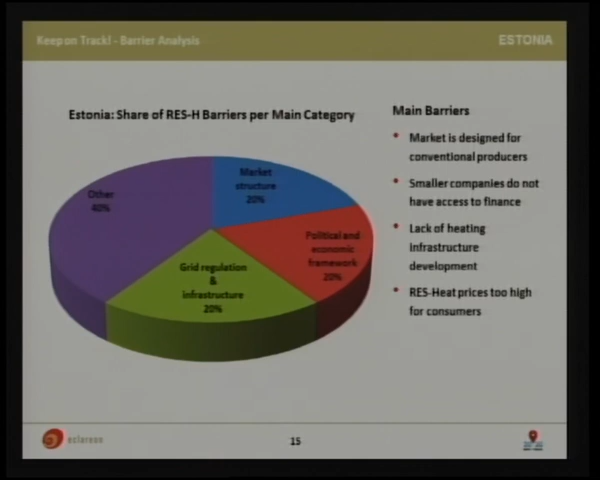 Keep on Track! - Barrier Analysis
ESTONIA
Estonia: Share of RES-H Barriers per Main Category
Market
structure
20%
Political and
economic
framework
20%
Grid regulation
&
infrastructure
20%
Other
40%
Main Barriers
• Market is designed for
conventional producers
• Smaller companies do not
have access to finance
• Lack of heating
infrastructure
development
• RES-Heat prices too high
for consumers
eclareon
15